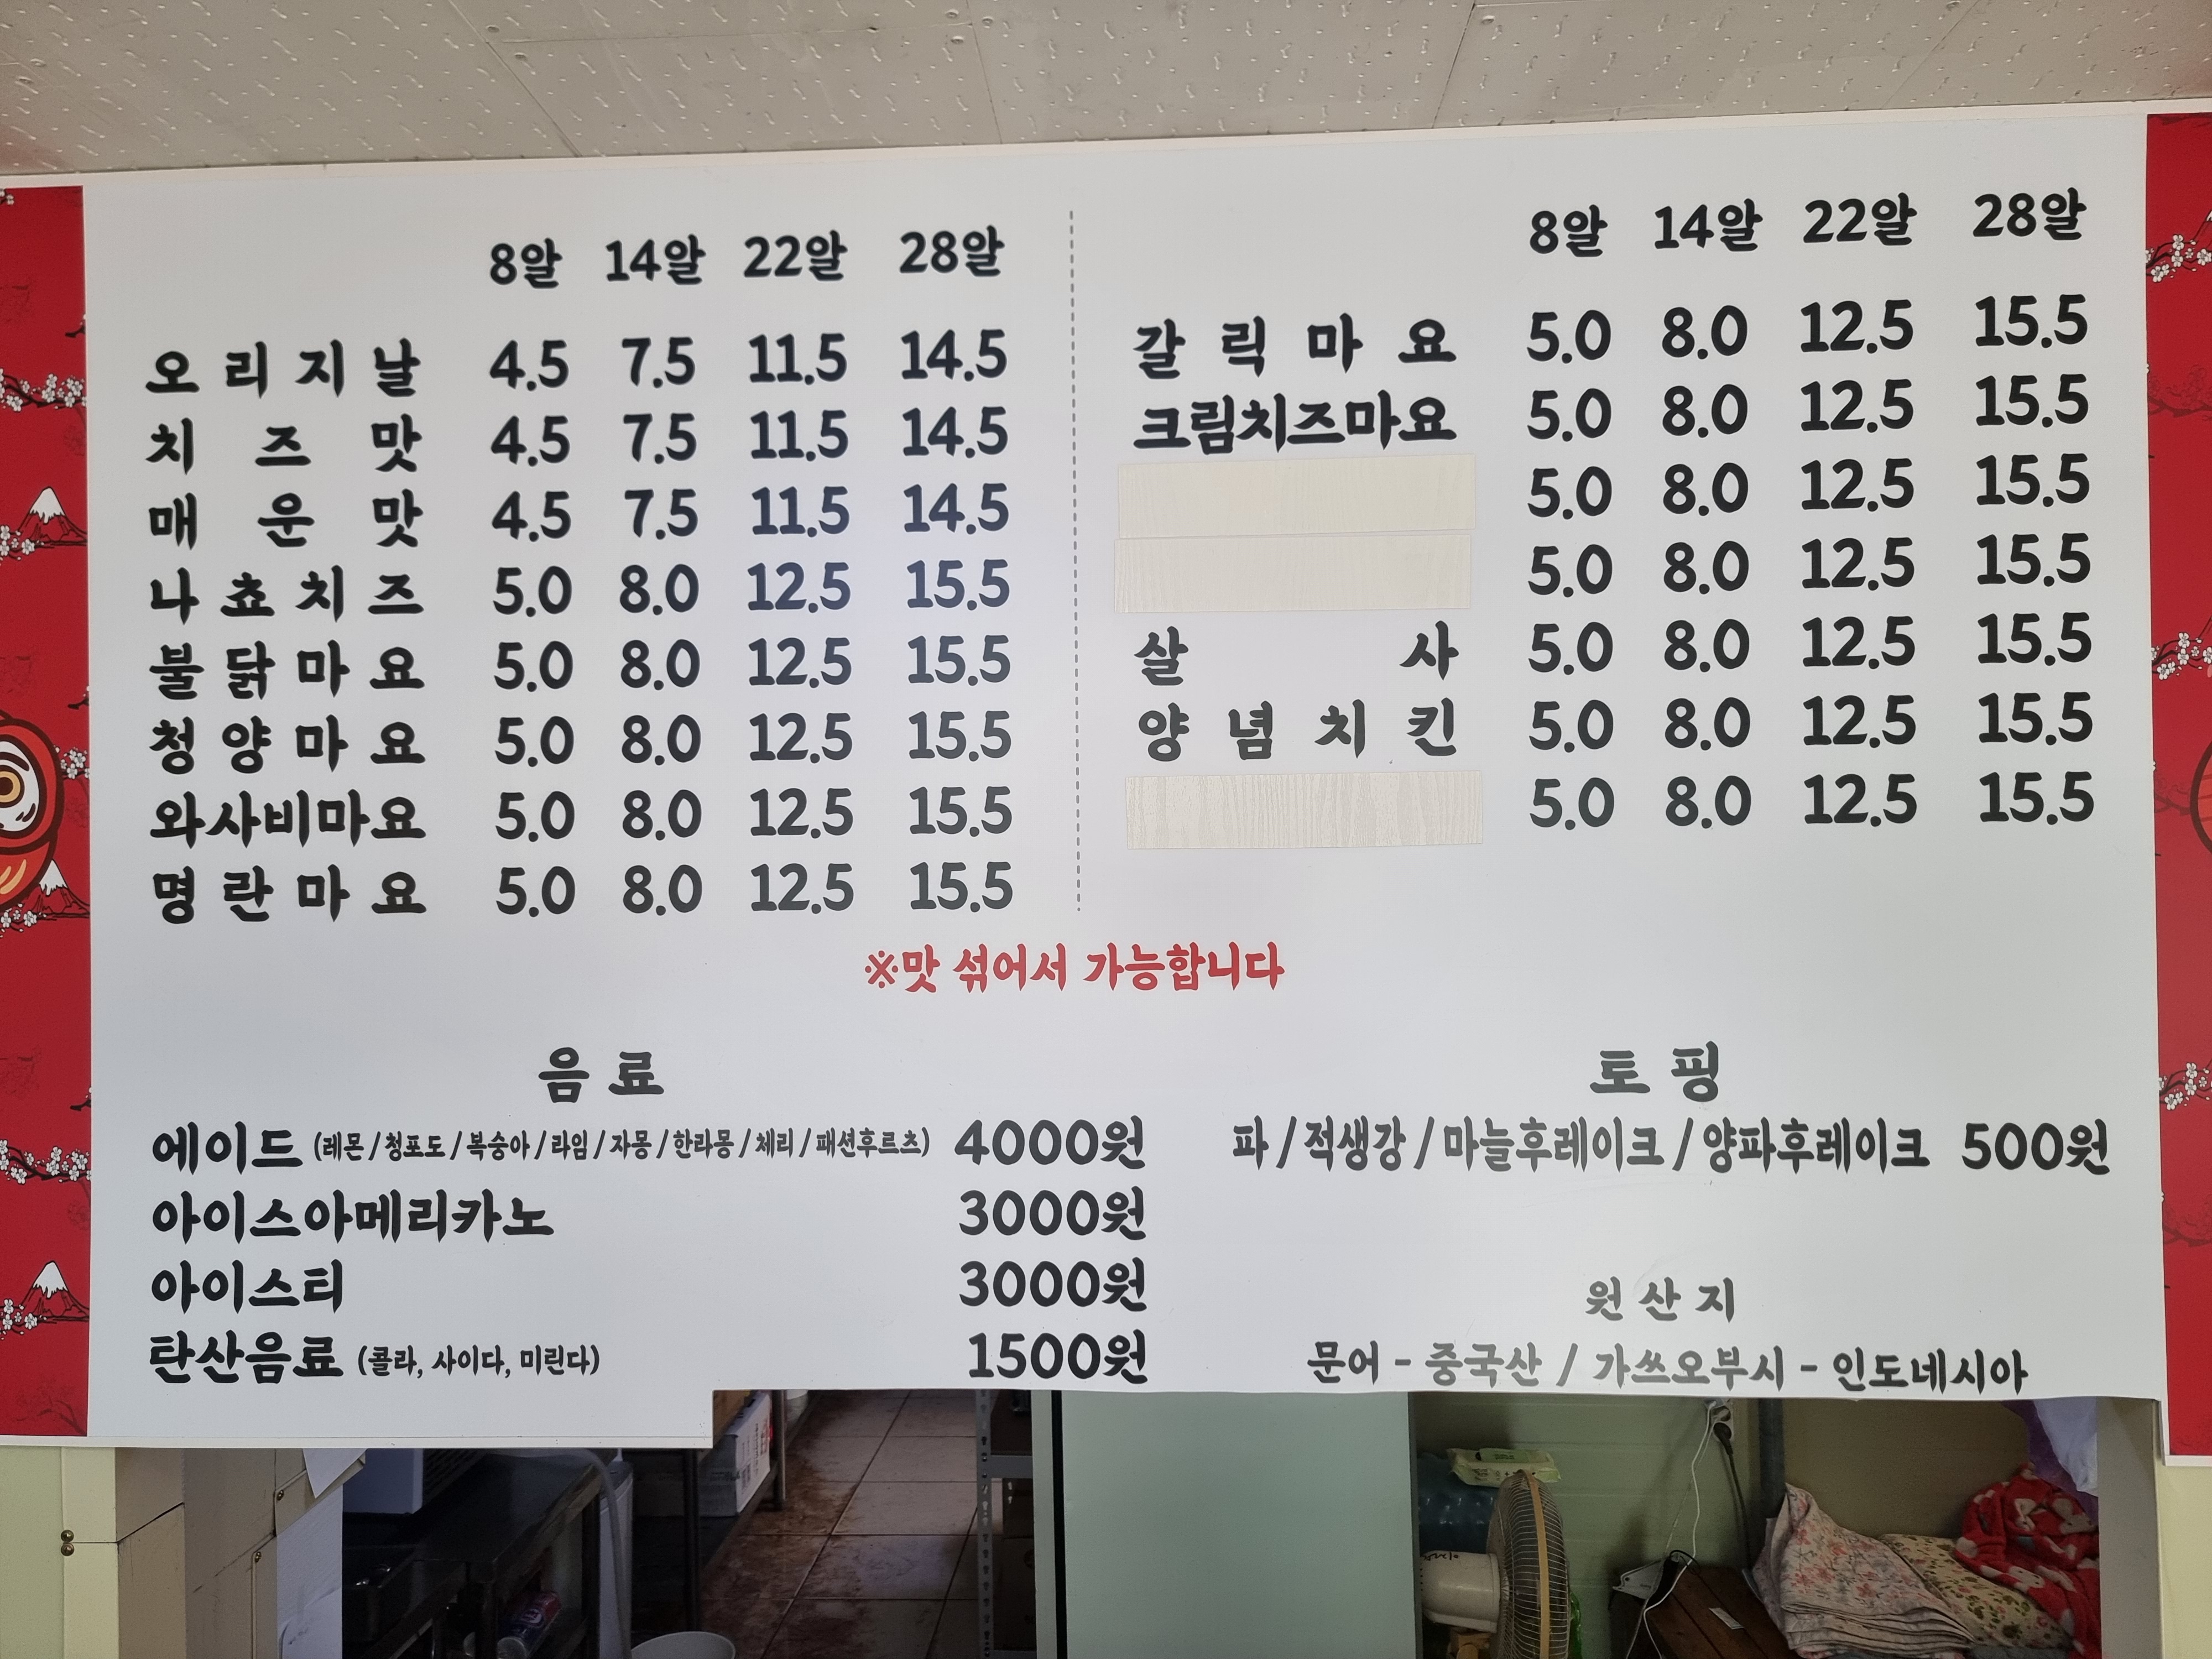 8알 14알 22알 28알
오리지날 4.5 7.5 11.5 14.5
치즈맛 4.5 7.5 11.5 14.5
매운맛 4.5 7.5 11.5 14.5
나쵸치즈 5.0 8.0 12.5 15.5
불닭마요 5.0 8.0 12.5 15.5
청양마요 5.0 8.0 12.5 15.5
와사비마요 5.0 8.0 12.5 15.5
명란마요 5.0 8.0 12.5 15.5
8알 14알 22알 28알
갈릭마요 5.0 8.0 12.5 15.5
크림치즈마요 5.0 8.0 12.5 15.5
5.0 8.0 12.5 15.5
5.0 8.0 12.5 15.5
살사 5.0 8.0 12.5 15.5
양념치킨 5.0 8.0 12.5 15.5
5.0 8.0 12.5 15.5
※맛 섞어서 가능합니다
음료
에이드 (레몬/청포도/복숭아/라임/자몽/한라몽/체리/패션후르츠) 4000원
아이스아메리카노 3000원
아이스티 3000원
탄산음료 (콜라, 사이다, 미린다) 1500원
토핑
파/적생강/마늘후레이크/양파후레이크 500원
원산지
문어 - 중국산 / 가쓰오부시 - 인도네시아